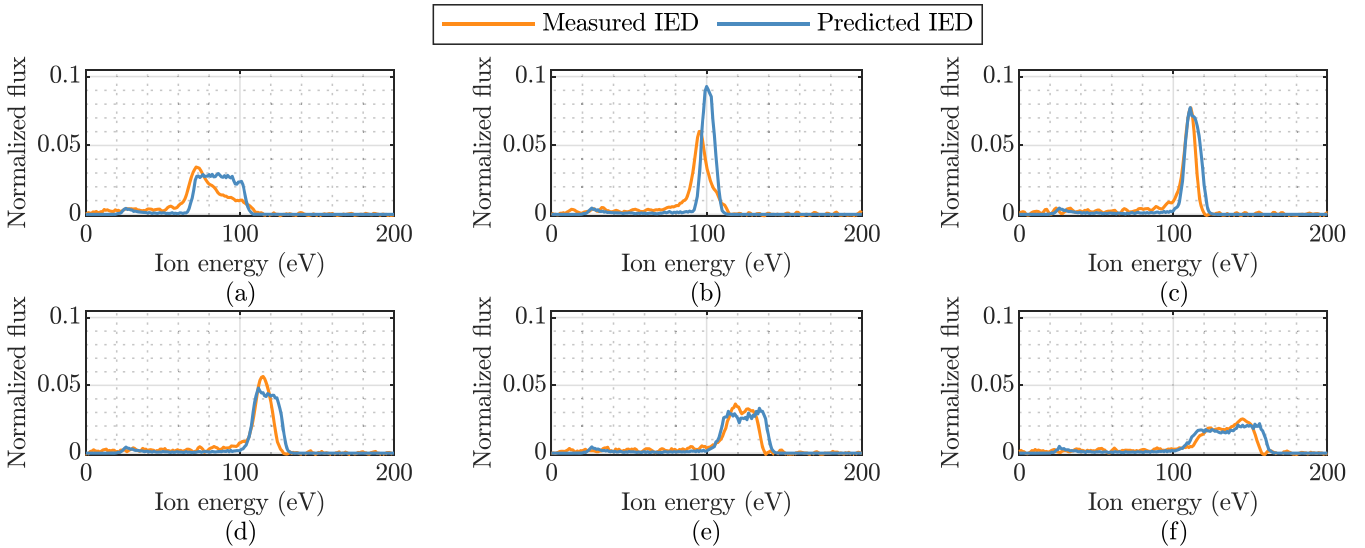 Measured IED Predicted IED
Normalized flux
0.1
0.05
0
0 100 200
Ion energy (eV)
(a)
Normalized flux
0.1
0.05
0
0 100 200
Ion energy (eV)
(b)
Normalized flux
0.1
0.05
0
0 100 200
Ion energy (eV)
(c)
Normalized flux
0.1
0.05
0
0 100 200
Ion energy (eV)
(d)
Normalized flux
0.1
0.05
0
0 100 200
Ion energy (eV)
(e)
Normalized flux
0.1
0.05
0
0 100 200
Ion energy (eV)
(f)